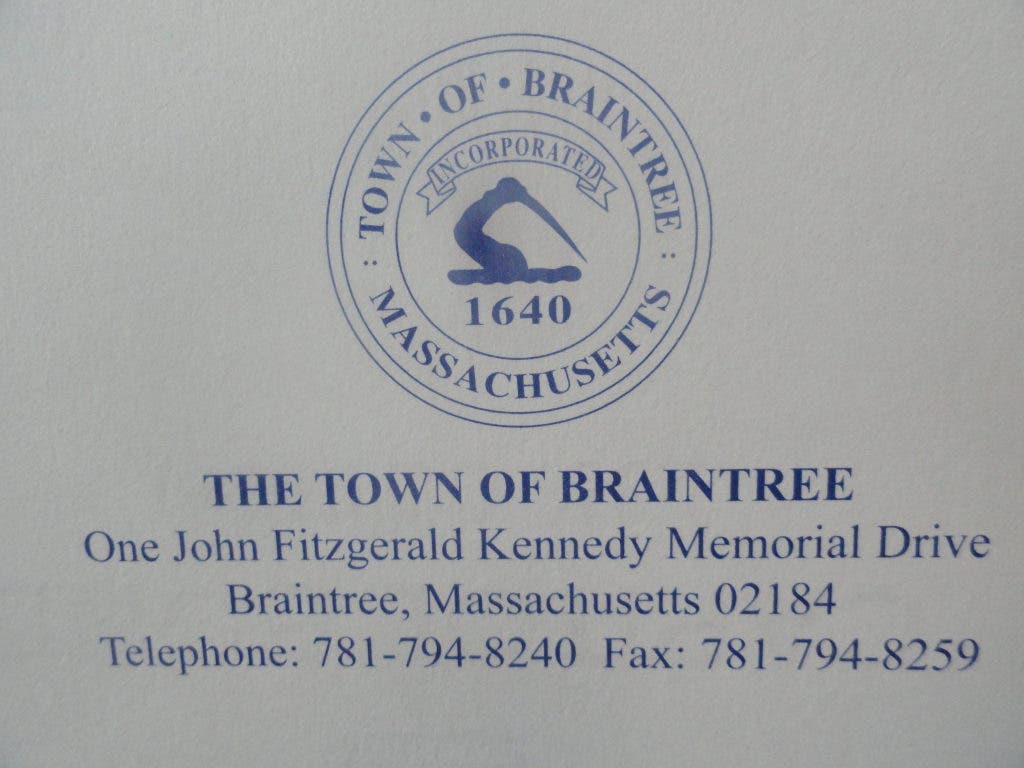 TOWN • OF • BRAINTREE
INCORPORATED
1640
: MASSACHUSETTS :
THE TOWN OF BRAINTREE
One John Fitzgerald Kennedy Memorial Drive
Braintree, Massachusetts 02184
Telephone: 781-794-8240 Fax: 781-794-8259